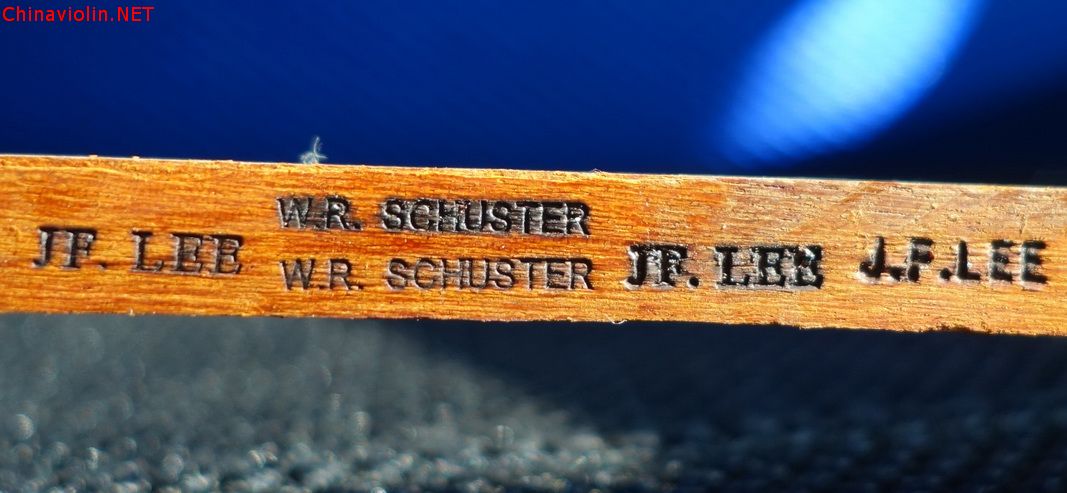 Chinaviolin.NET
JF. LEE
W.R. SCHUSTER
W.R. SCHUSTER
JF. LEE
J.F.LEE